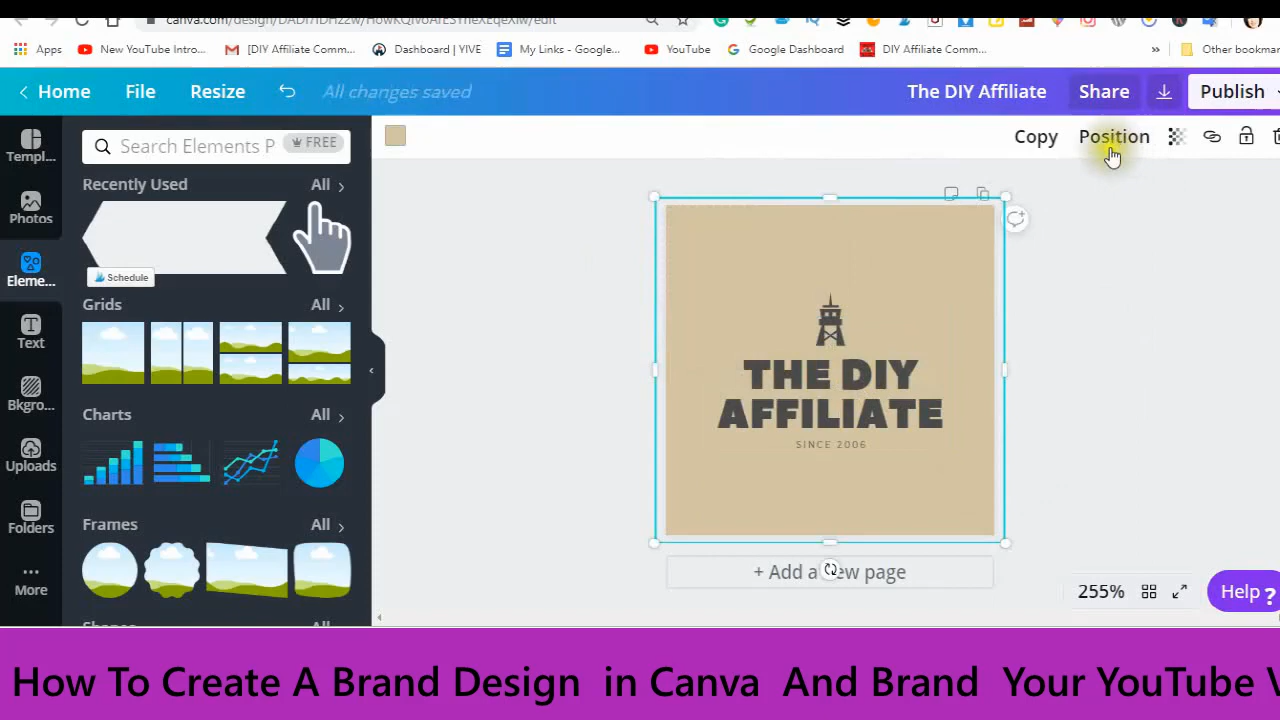 Apps New YouTube Intro... [DIY Affiliate Comm... Dashboard | YIVE My Links - Google... YouTube Google Dashboard DIY Affiliate Comm... » Other bookmar
Home File Resize All changes saved The DIY Affiliate Share Publish
Search Elements P FREE
Copy Position
Templ...
Photos
Eleme...
Text
Bkgro...
Uploads
Folders
More
Recently Used All
Schedule
Grids All
Charts All
Frames All
THE DIY
AFFILIATE
SINCE 2006
+ Add a new page
255%
Help ?
How To Create A Brand Design in Canva And Brand Your YouTube V